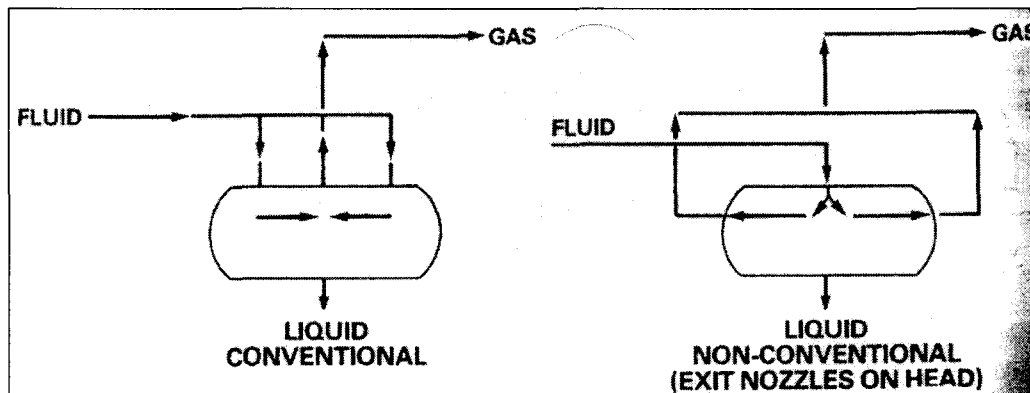 GAS
FLUID
LIQUID
CONVENTIONAL
GAS
FLUID
LIQUID
NON-CONVENTIONAL
(EXIT NOZZLES ON HEAD)